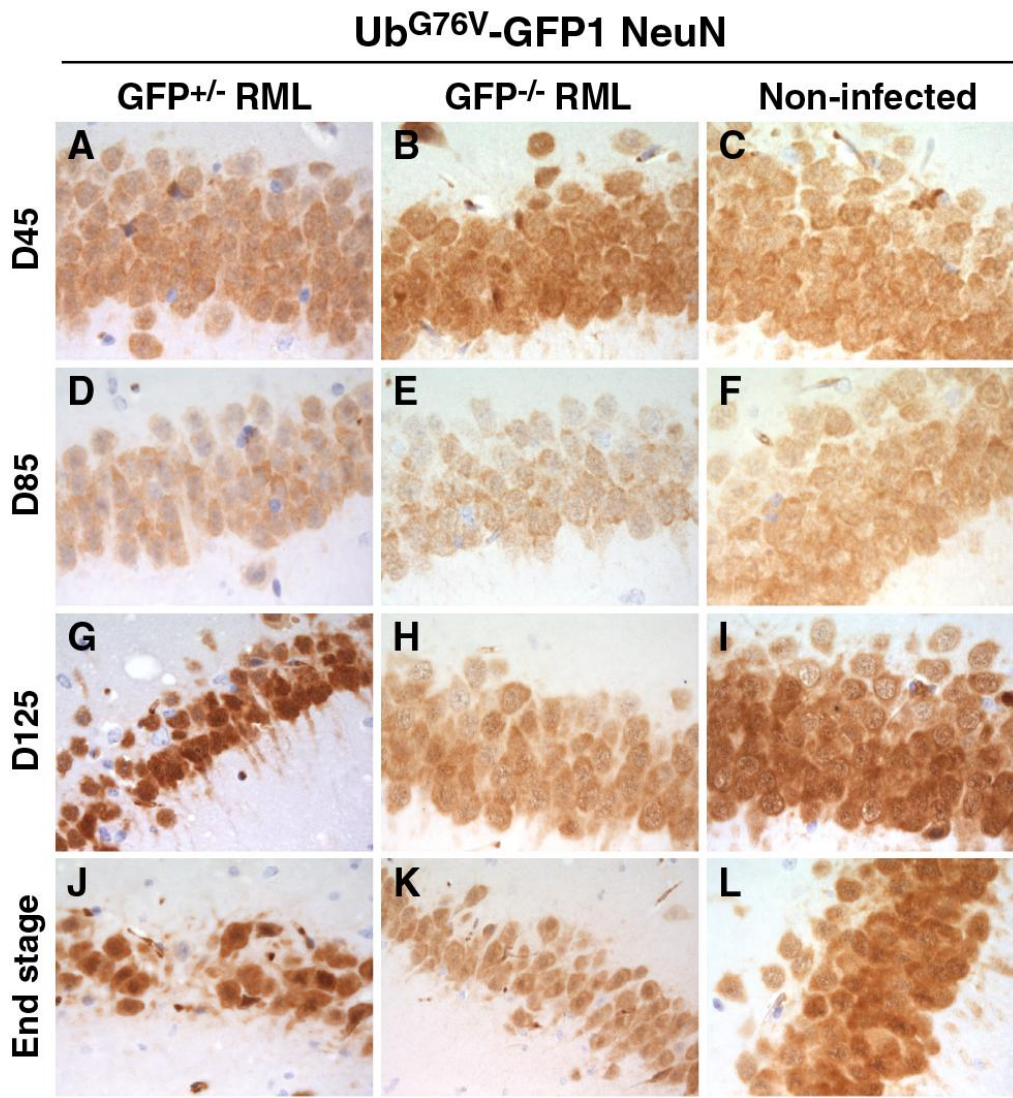 Ub^G76V-GFP1 NeuN
GFP+/- RML GFP-/- RML Non-infected
D45 A B C
D85 D E F
D125 G H I
End stage J K L